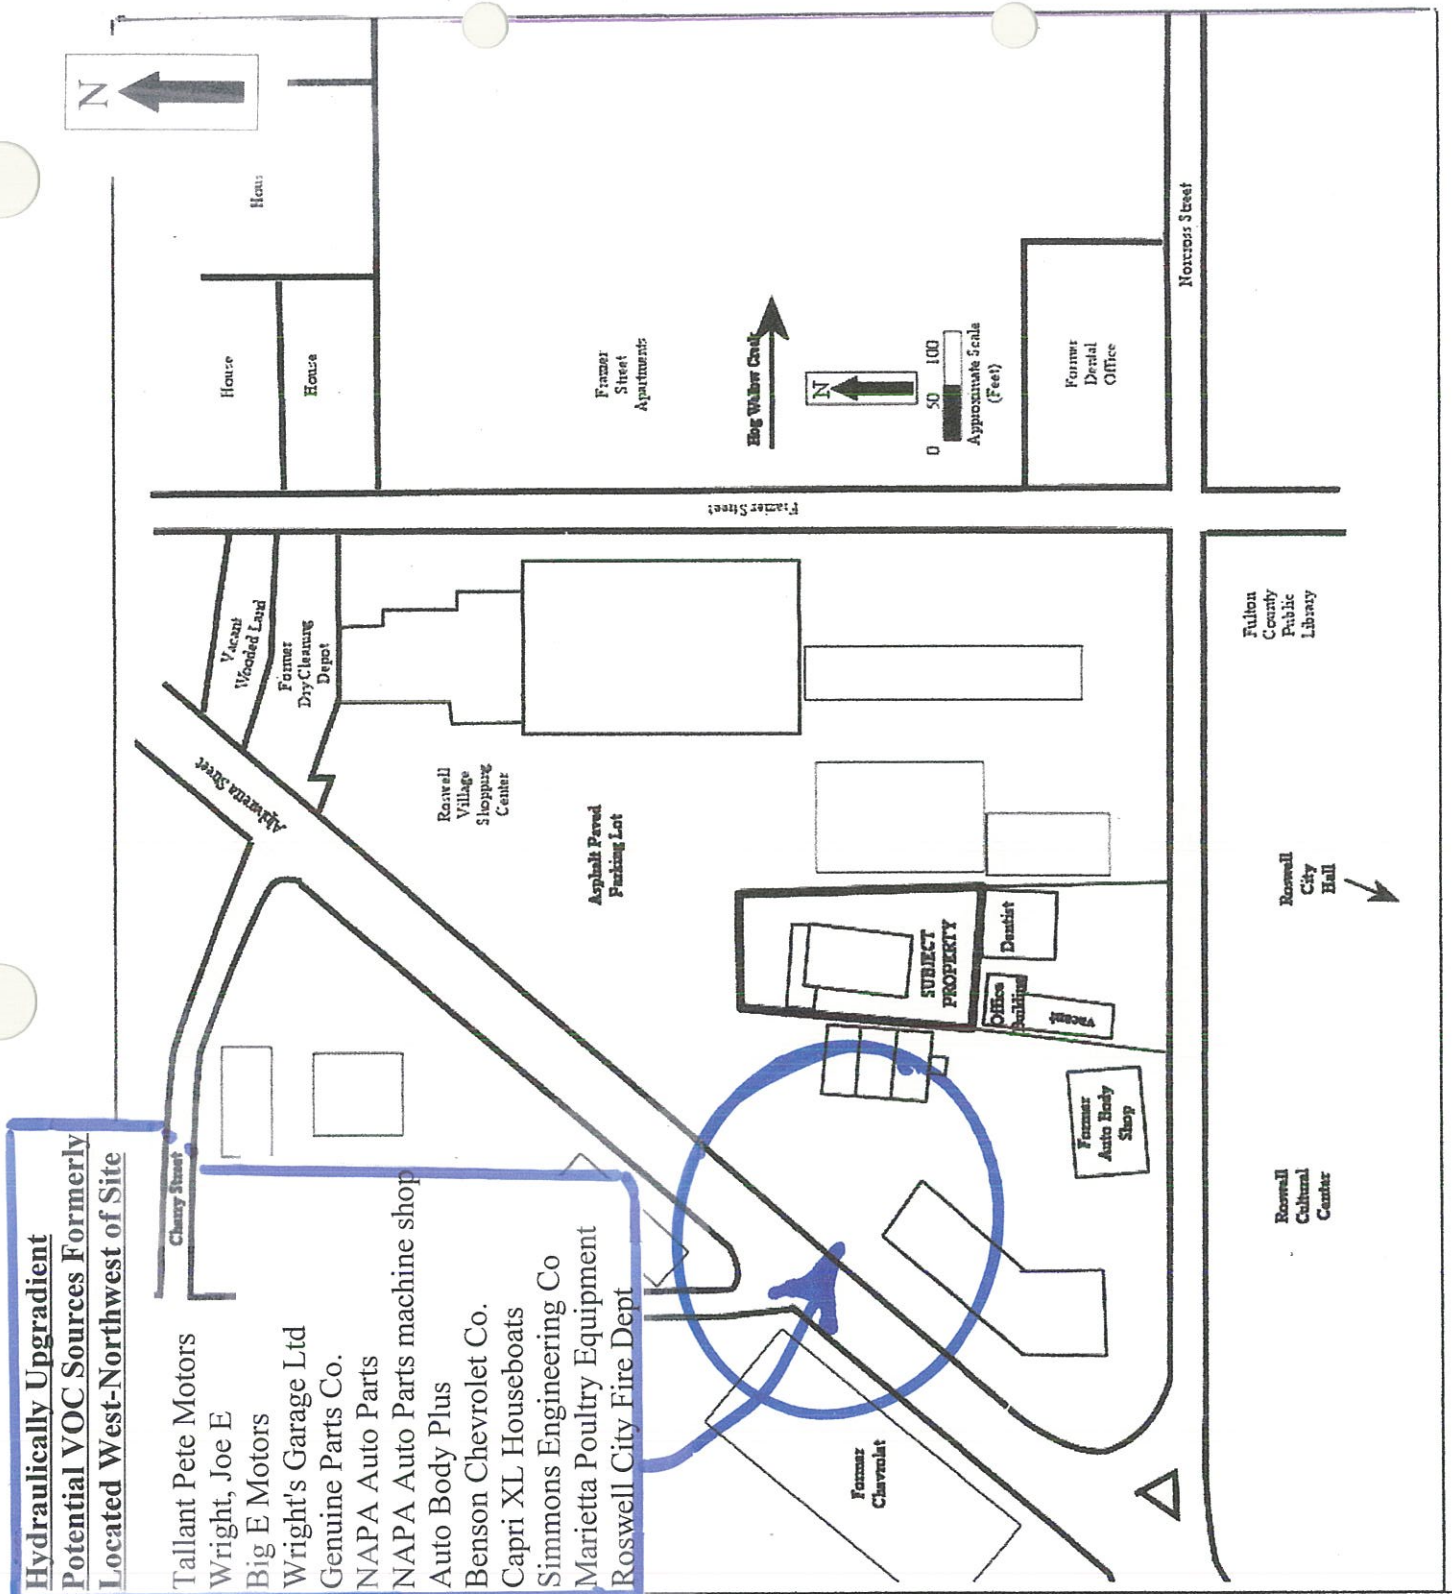 Hydraulically Upgradient
Potential VOC Sources Formerly
Located West-Northwest of Site
Tallant Pete Motors
Wright, Joe E
Big E Motors
Wright's Garage Ltd
Genuine Parts Co.
NAPA Auto Parts
NAPA Auto Parts machine shop
Auto Body Plus
Benson Chevrolet Co.
Capri XL Houseboats
Simmons Engineering Co
Marietta Poultry Equipment
Roswell City Fire Dept
Cherry Street
Alpharetta Street
Vacant
Wooded Land
Former
DryCleaning
Depot
House
House
Hous
N
Roswell
Village
Shopping
Center
Asphalt Paved
Parking Lot
Frazier Street
Frazier
Street
Apartments
Hog Wallow Creek
N
0 50 100
Approximate Scale
(Feet)
SUBJECT
PROPERTY
Dentist
Office
Building
Vacant
Former
Auto Body
Shop
Former
Chevrolet
Former
Dental
Office
Norcross Street
Roswell
Cultural
Center
Roswell
City
Hall
Fulton
County
Public
Library